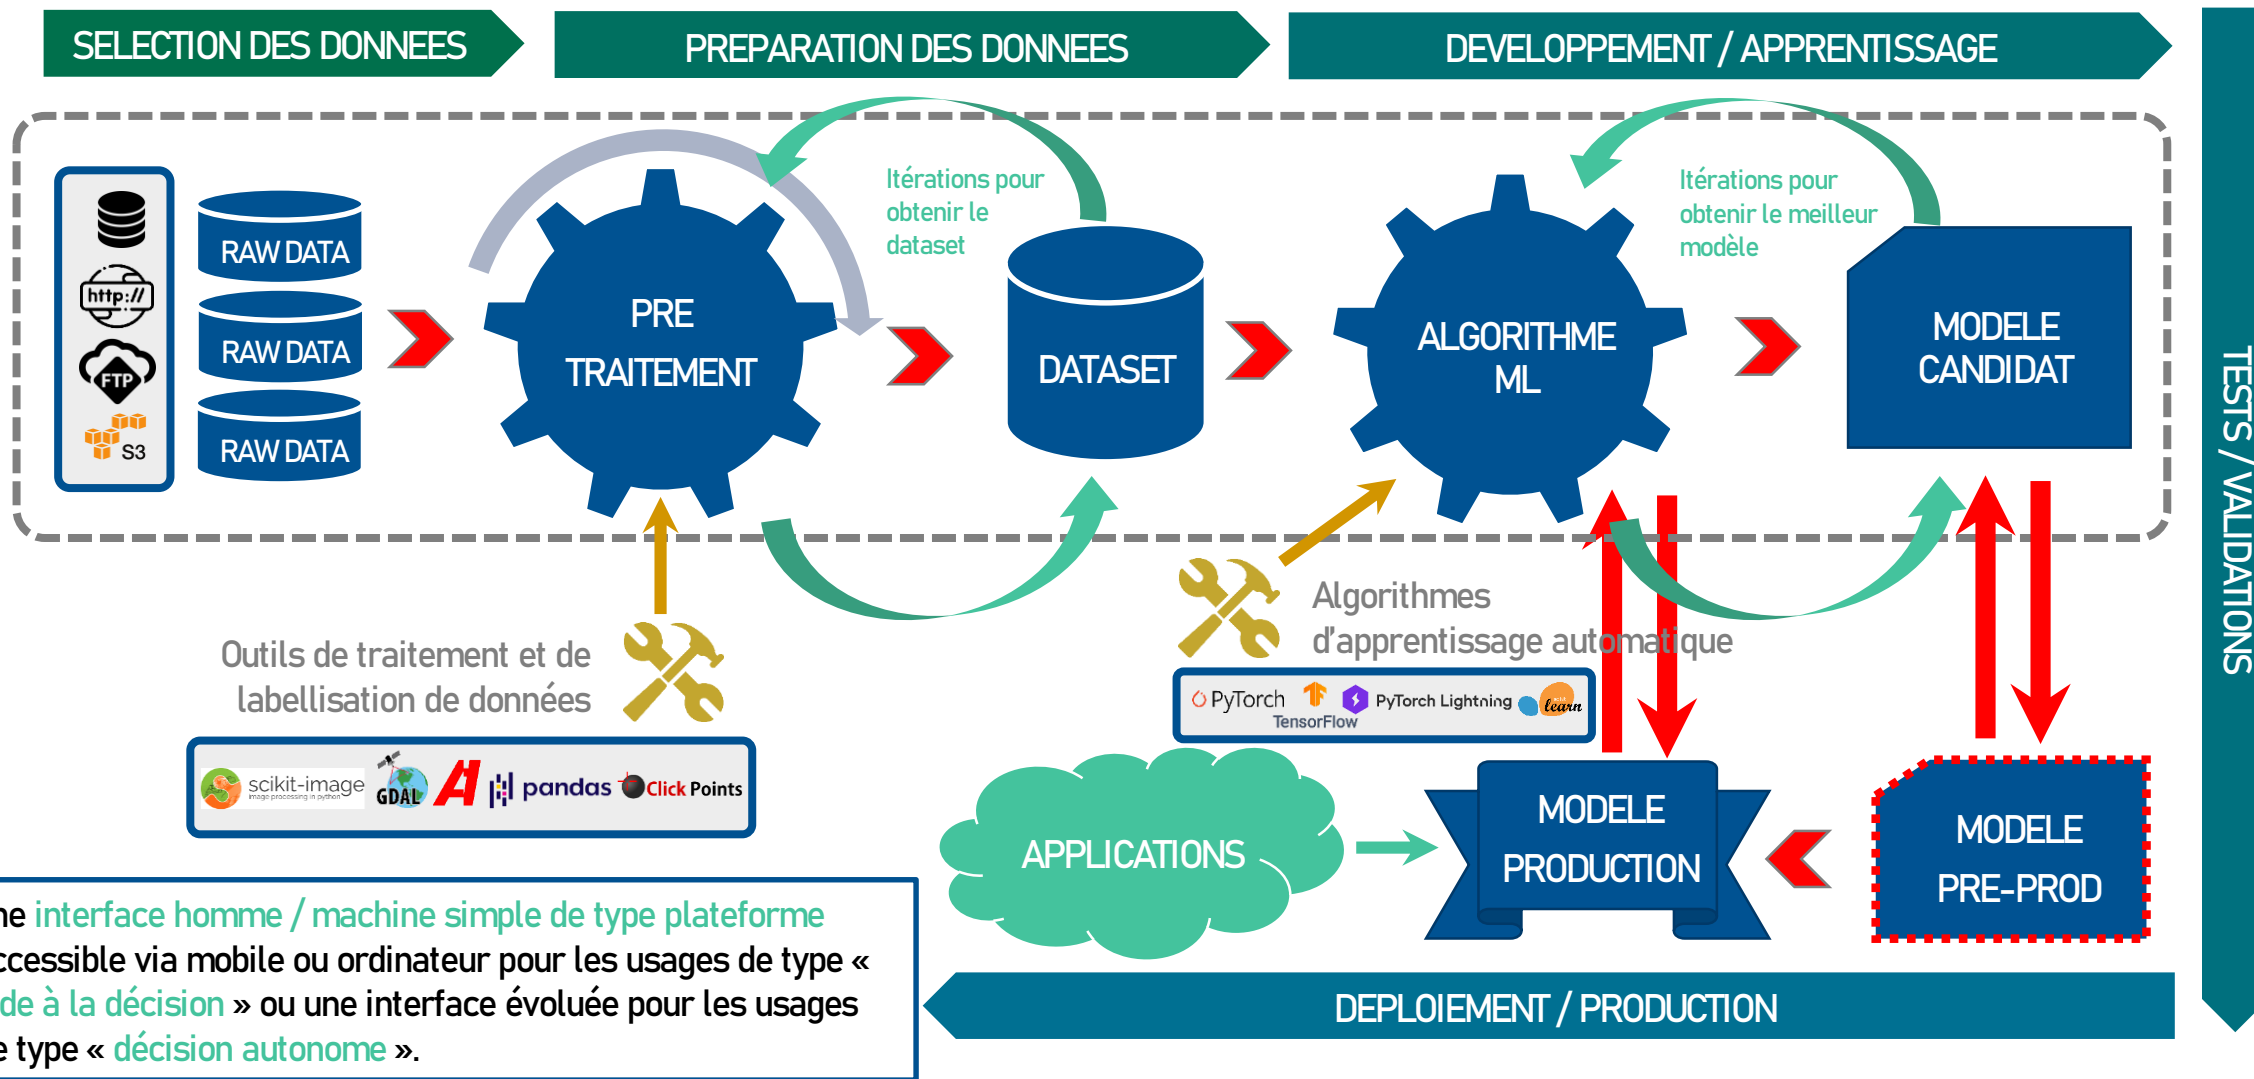 SELECTION DES DONNEES
PREPARATION DES DONNEES
DEVELOPPEMENT / APPRENTISSAGE
TESTS / VALIDATIONS
http://
FTP
S3
RAW DATA
RAW DATA
RAW DATA
PRE
TRAITEMENT
Itérations pour
obtenir le
dataset
DATASET
ALGORITHME
ML
Itérations pour
obtenir le meilleur
modèle
MODELE
CANDIDAT
Outils de traitement et de
labellisation de données
scikit-image
image processing in python
GDAL
pandas
Click Points
Algorithmes
d'apprentissage automatique
PyTorch
TensorFlow
PyTorch Lightning
scikit
learn
APPLICATIONS
MODELE
PRODUCTION
MODELE
PRE-PROD
ne interface homme / machine simple de type plateforme
ccessible via mobile ou ordinateur pour les usages de type «
de à la décision » ou une interface évoluée pour les usages
e type « décision autonome ».
DEPLOIEMENT / PRODUCTION